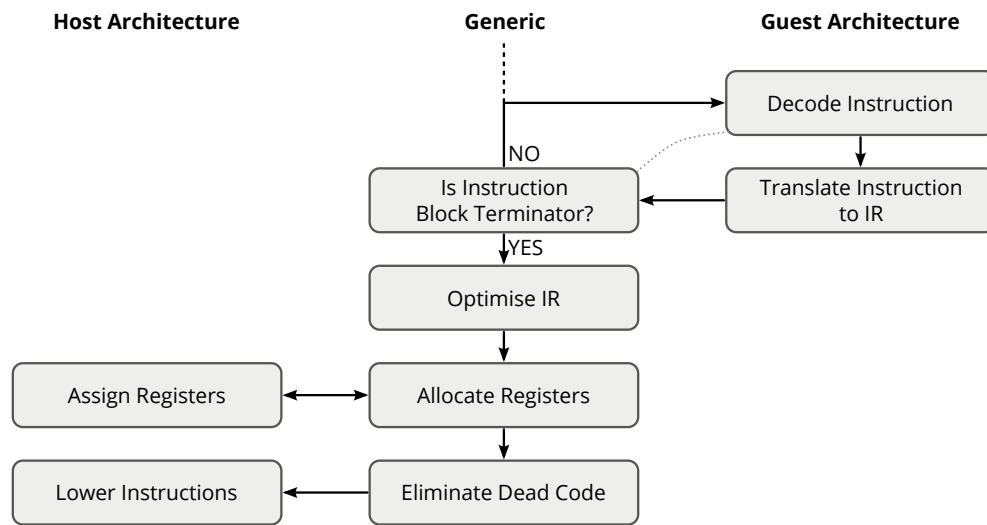 Host Architecture
Generic
Guest Architecture
Decode Instruction
NO
Is Instruction
Block Terminator?
Translate Instruction
to IR
YES
Optimise IR
Assign Registers
Allocate Registers
Lower Instructions
Eliminate Dead Code